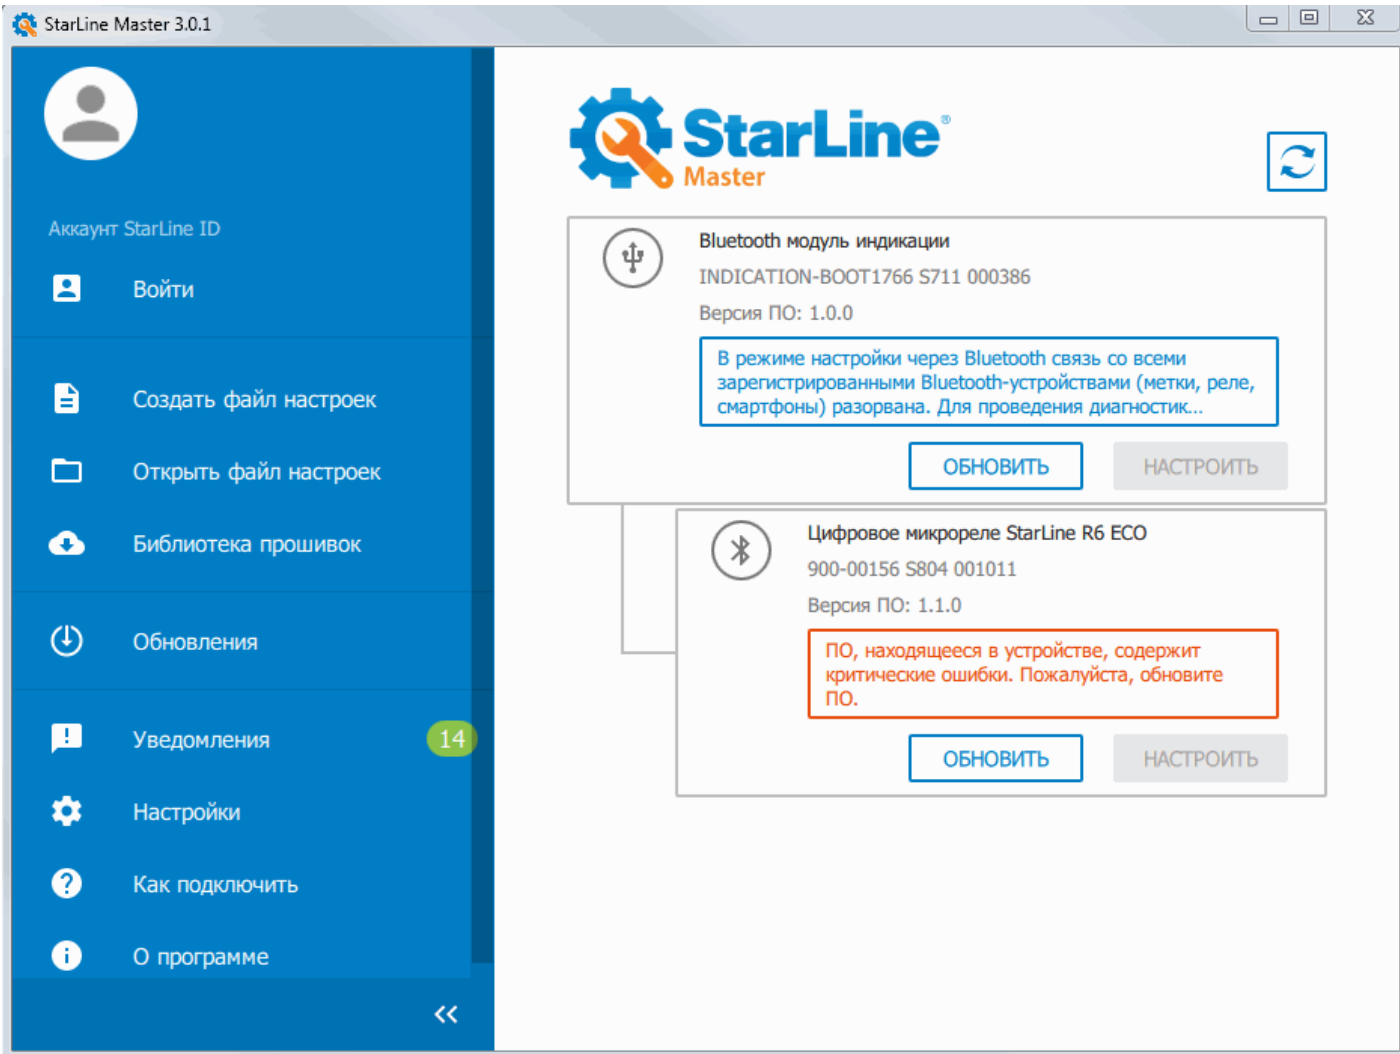 StarLine Master 3.0.1
Аккаунт StarLine ID
Войти
Создать файл настроек
Открыть файл настроек
Библиотека прошивок
Обновления
Уведомления 14
Настройки
Как подключить
О программе
StarLine®
Master
Bluetooth модуль индикации
INDICATION-BOOT1766 S711 000386
Версия ПО: 1.0.0
В режиме настройки через Bluetooth связь со всеми
зарегистрированными Bluetooth-устройствами (метки, реле,
смартфоны) разорвана. Для проведения диагностик...
ОБНОВИТЬ НАСТРОИТЬ
Цифровое микрореле StarLine R6 ECO
900-00156 S804 001011
Версия ПО: 1.1.0
ПО, находящееся в устройстве, содержит
критические ошибки. Пожалуйста, обновите
ПО.
ОБНОВИТЬ НАСТРОИТЬ